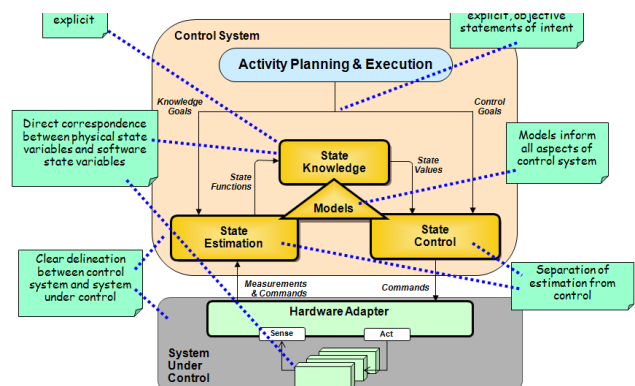 explicit
explicit, objective
statements of intent
Control System
Activity Planning & Execution
Knowledge
Goals
Control
Goals
Direct correspondence
between physical state
variables and software
state variables
State
Knowledge
Models inform
all aspects of
control system
State
Functions
State
Values
Models
State
Estimation
State
Control
Clear delineation
between control
system and system
under control
Measurements
& Commands
Commands
Separation of
estimation from
control
Hardware Adapter
Sense
Act
System
Under
Control